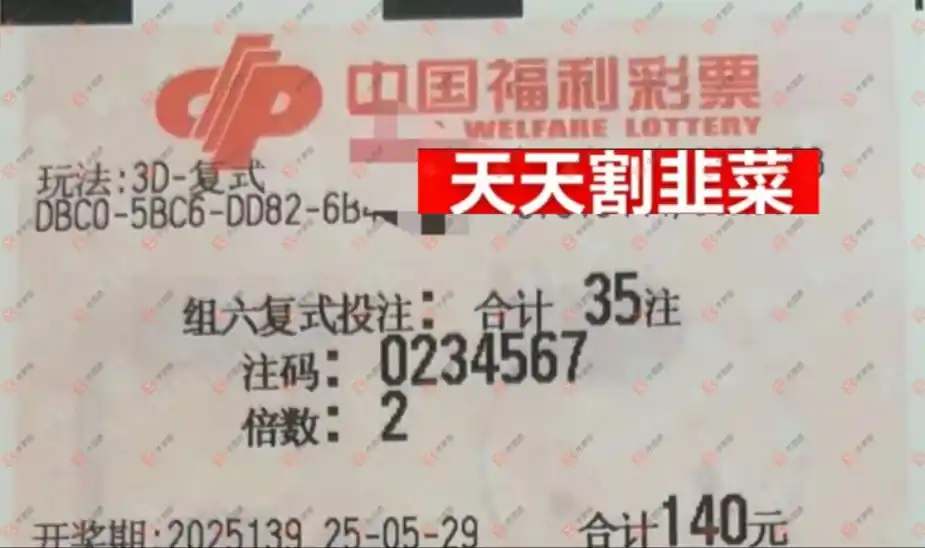 中国福利彩票
WELFARE LOTTERY
天天割韭菜
玩法:3D-复式
DBC0-5BC6-DD82-6B
组六复式投注: 合计 35注
注码: 0234567
倍数: 2
开奖期:2025139 25-05-29 合计140元